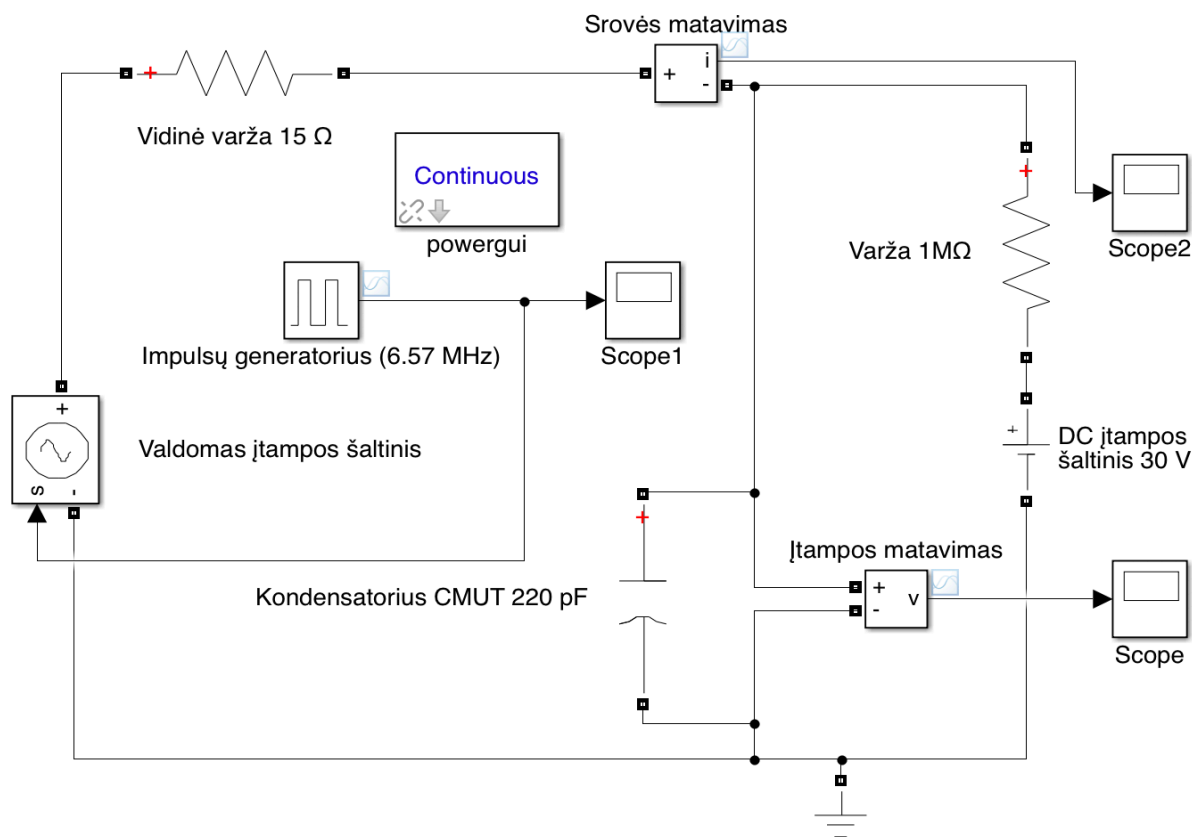 Srovės matavimas
i
+
-
+
Vidinė varža 15 Ω
Continuous
powergui
+
Varža 1MΩ
Scope2
Impulsų generatorius (6.57 MHz)
Scope1
+
s
-
Valdomas įtampos šaltinis
+
DC įtampos
šaltinis 30 V
+
Įtampos matavimas
+
-
v
Kondensatorius CMUT 220 pF
Scope